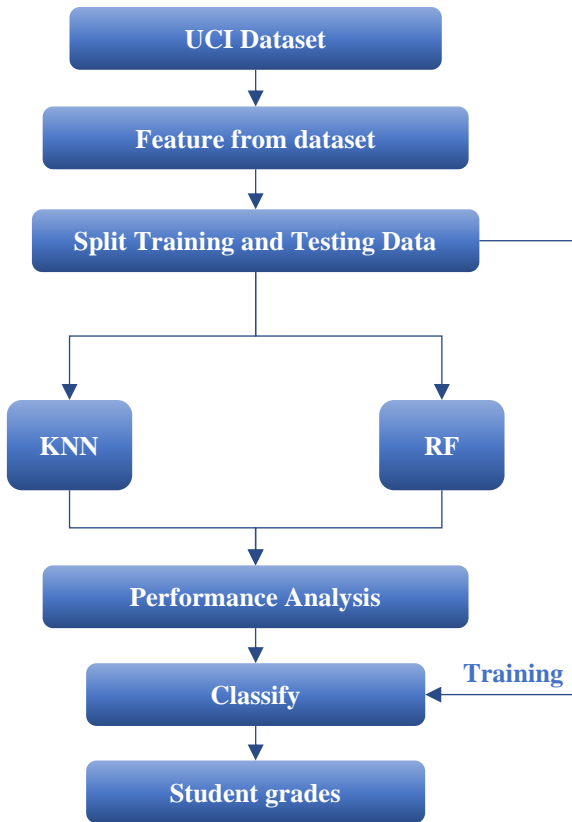 UCI Dataset
Feature from dataset
Split Training and Testing Data
KNN
RF
Performance Analysis
Training
Classify
Student grades